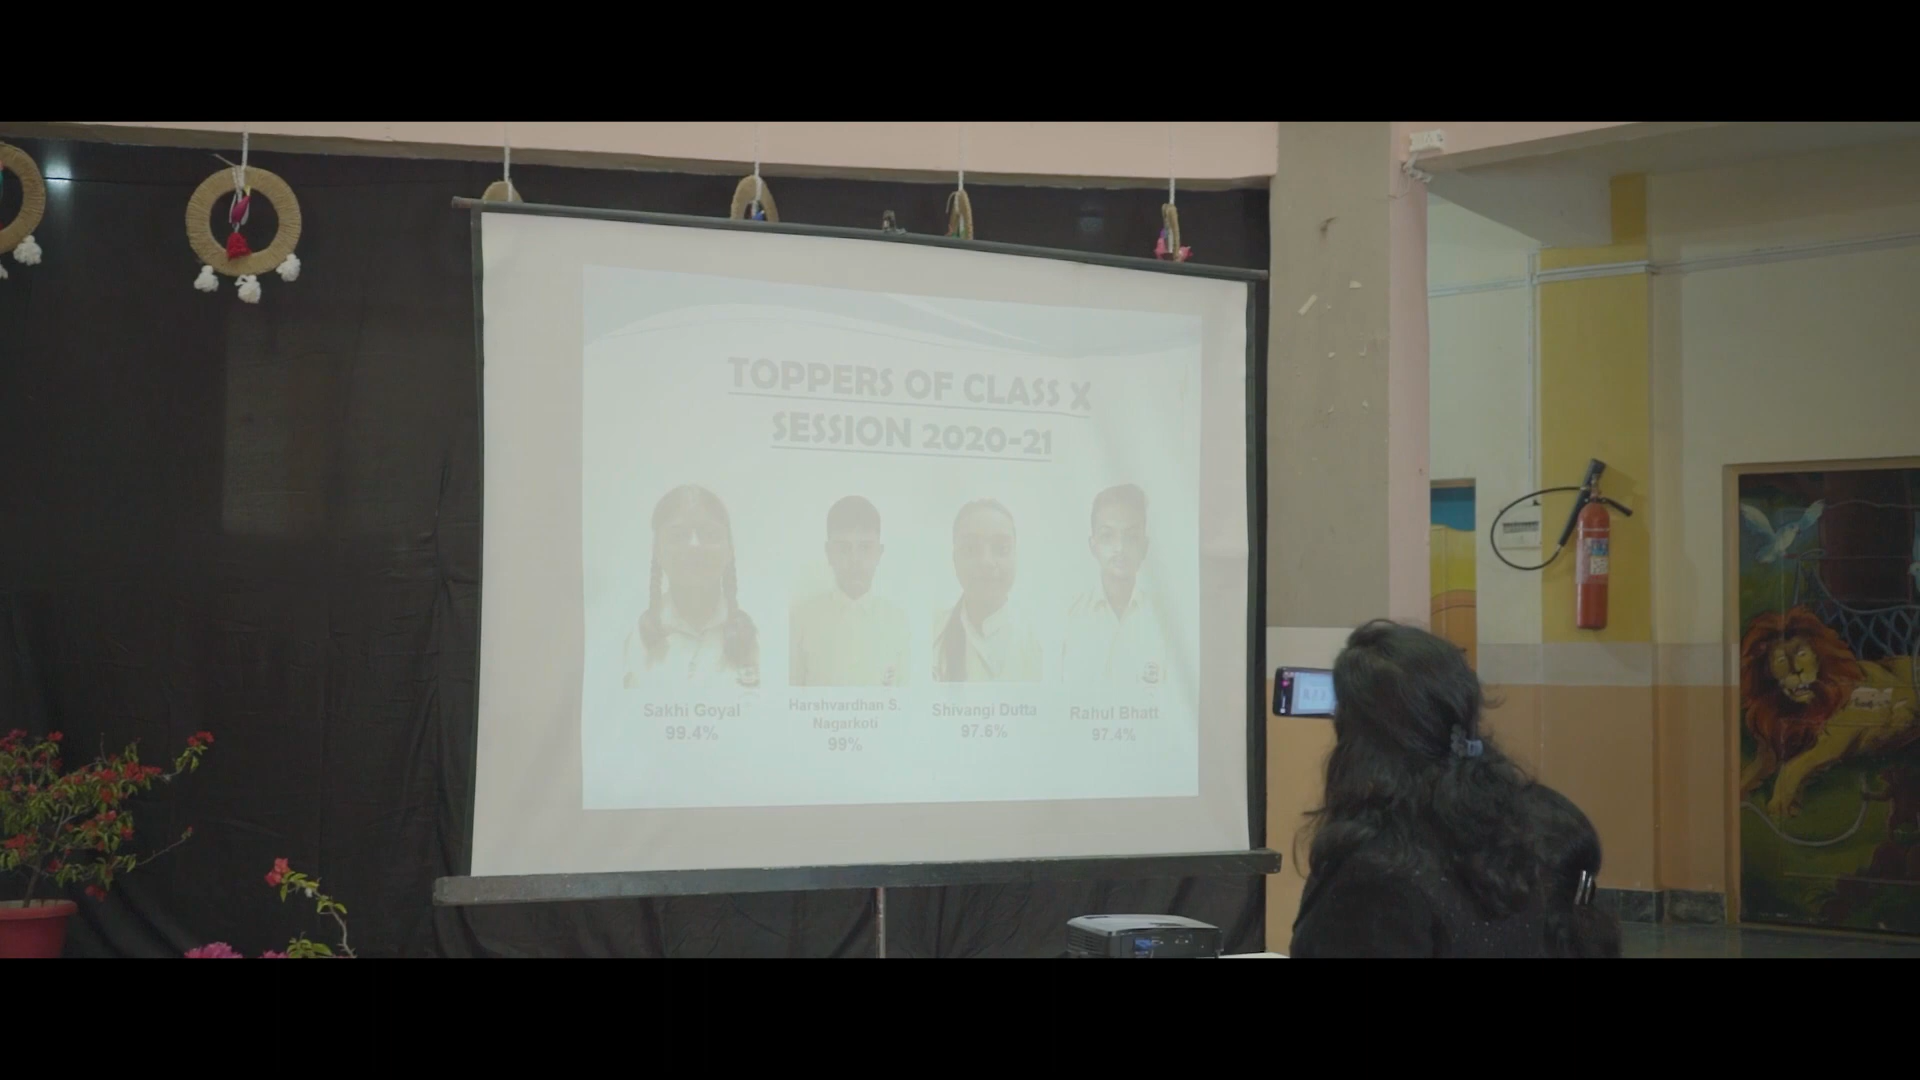 TOPPERS OF CLASS X
SESSION 2020-21
Sakhi Goyal
99.4%
Harshvardhan S.
Nagarkoti
99%
Shivangi Dutta
97.6%
Rahul Bhatt
97.4%